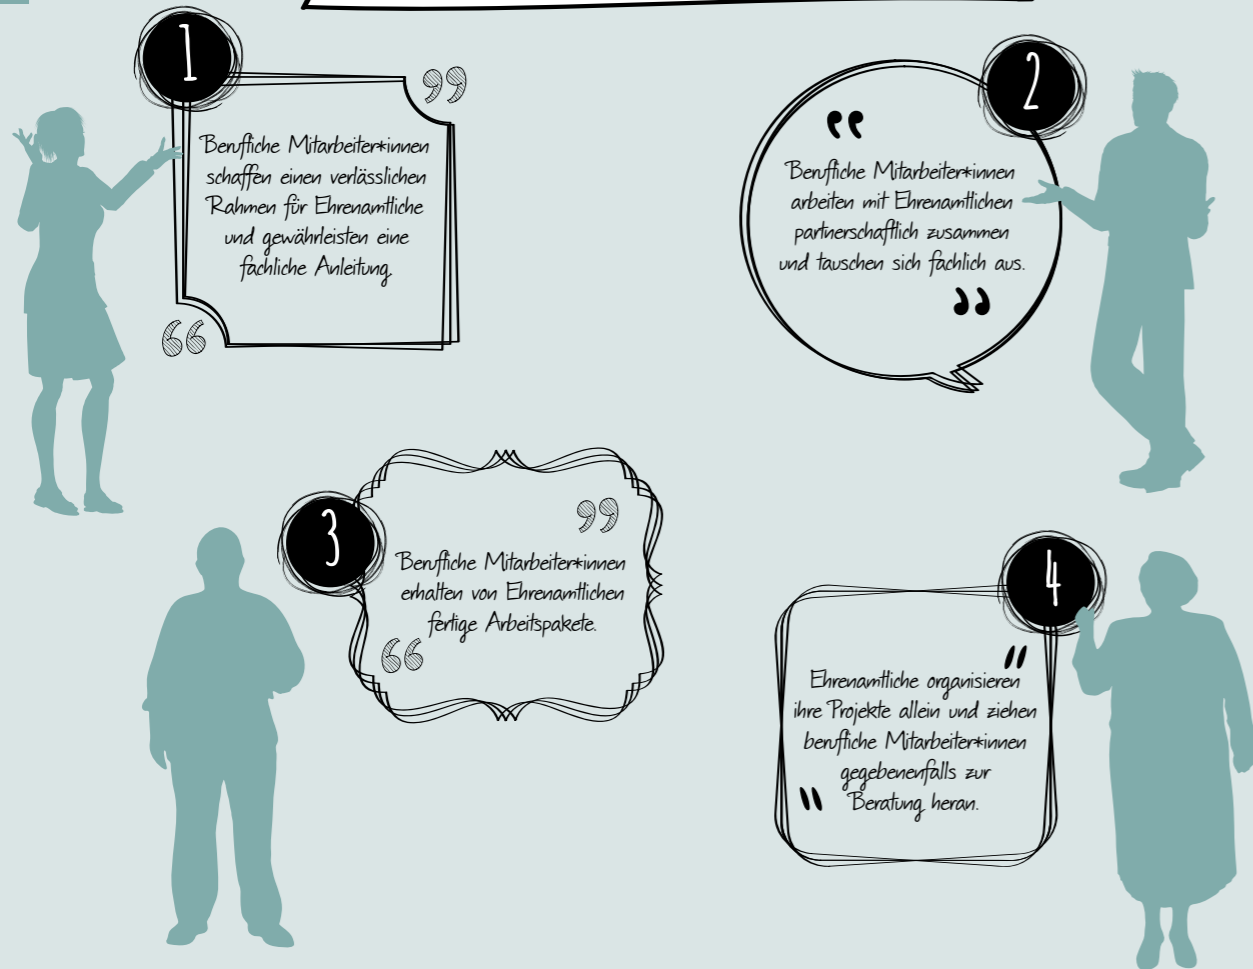 1
Berufliche Mitarbeiter*innen
schaffen einen verlässlichen
Rahmen für Ehrenamtliche
und gewährleisten eine
fachliche Anleitung.
2
Berufliche Mitarbeiter*innen
arbeiten mit Ehrenamtlichen
partnerschaftlich zusammen
und tauschen sich fachlich aus.
3
Berufliche Mitarbeiter*innen
erhalten von Ehrenamtlichen
fertige Arbeitspakete.
4
Ehrenamtliche organisieren
ihre Projekte allein und ziehen
berufliche Mitarbeiter*innen
gegebenenfalls zur
Beratung heran.